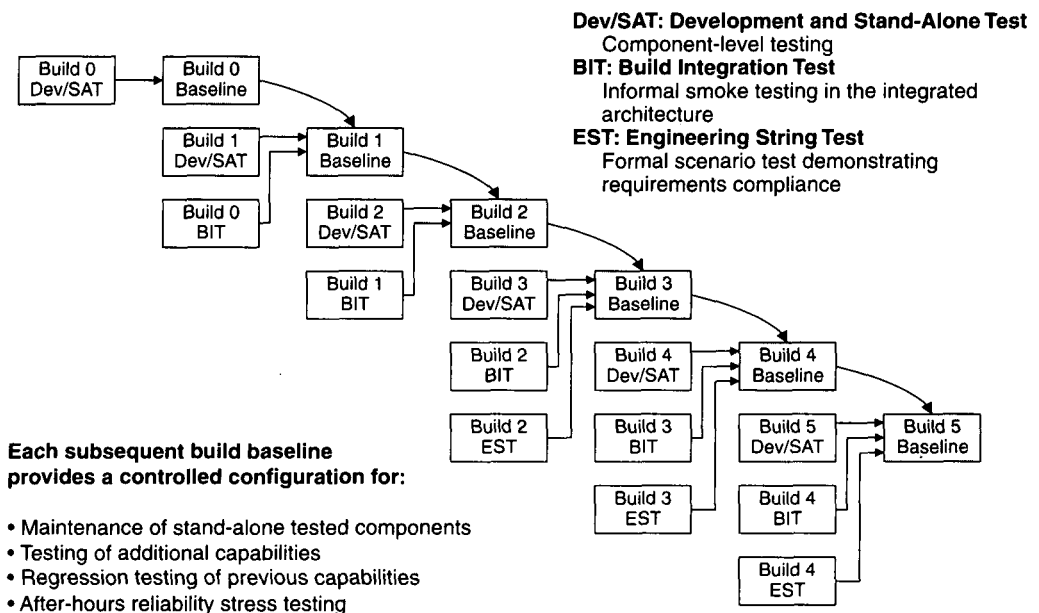 Dev/SAT: Development and Stand-Alone Test
Component-level testing
BIT: Build Integration Test
Informal smoke testing in the integrated
architecture
EST: Engineering String Test
Formal scenario test demonstrating
requirements compliance
Build 0
Dev/SAT
Build 0
Baseline
Build 1
Dev/SAT
Build 1
Baseline
Build 0
BIT
Build 2
Dev/SAT
Build 2
Baseline
Build 1
BIT
Build 3
Dev/SAT
Build 3
Baseline
Build 2
BIT
Build 4
Dev/SAT
Build 4
Baseline
Build 2
EST
Build 3
BIT
Build 5
Dev/SAT
Build 5
Baseline
Build 3
EST
Build 4
BIT
Build 4
EST
Each subsequent build baseline
provides a controlled configuration for:
• Maintenance of stand-alone tested components
• Testing of additional capabilities
• Regression testing of previous capabilities
• After-hours reliability stress testing